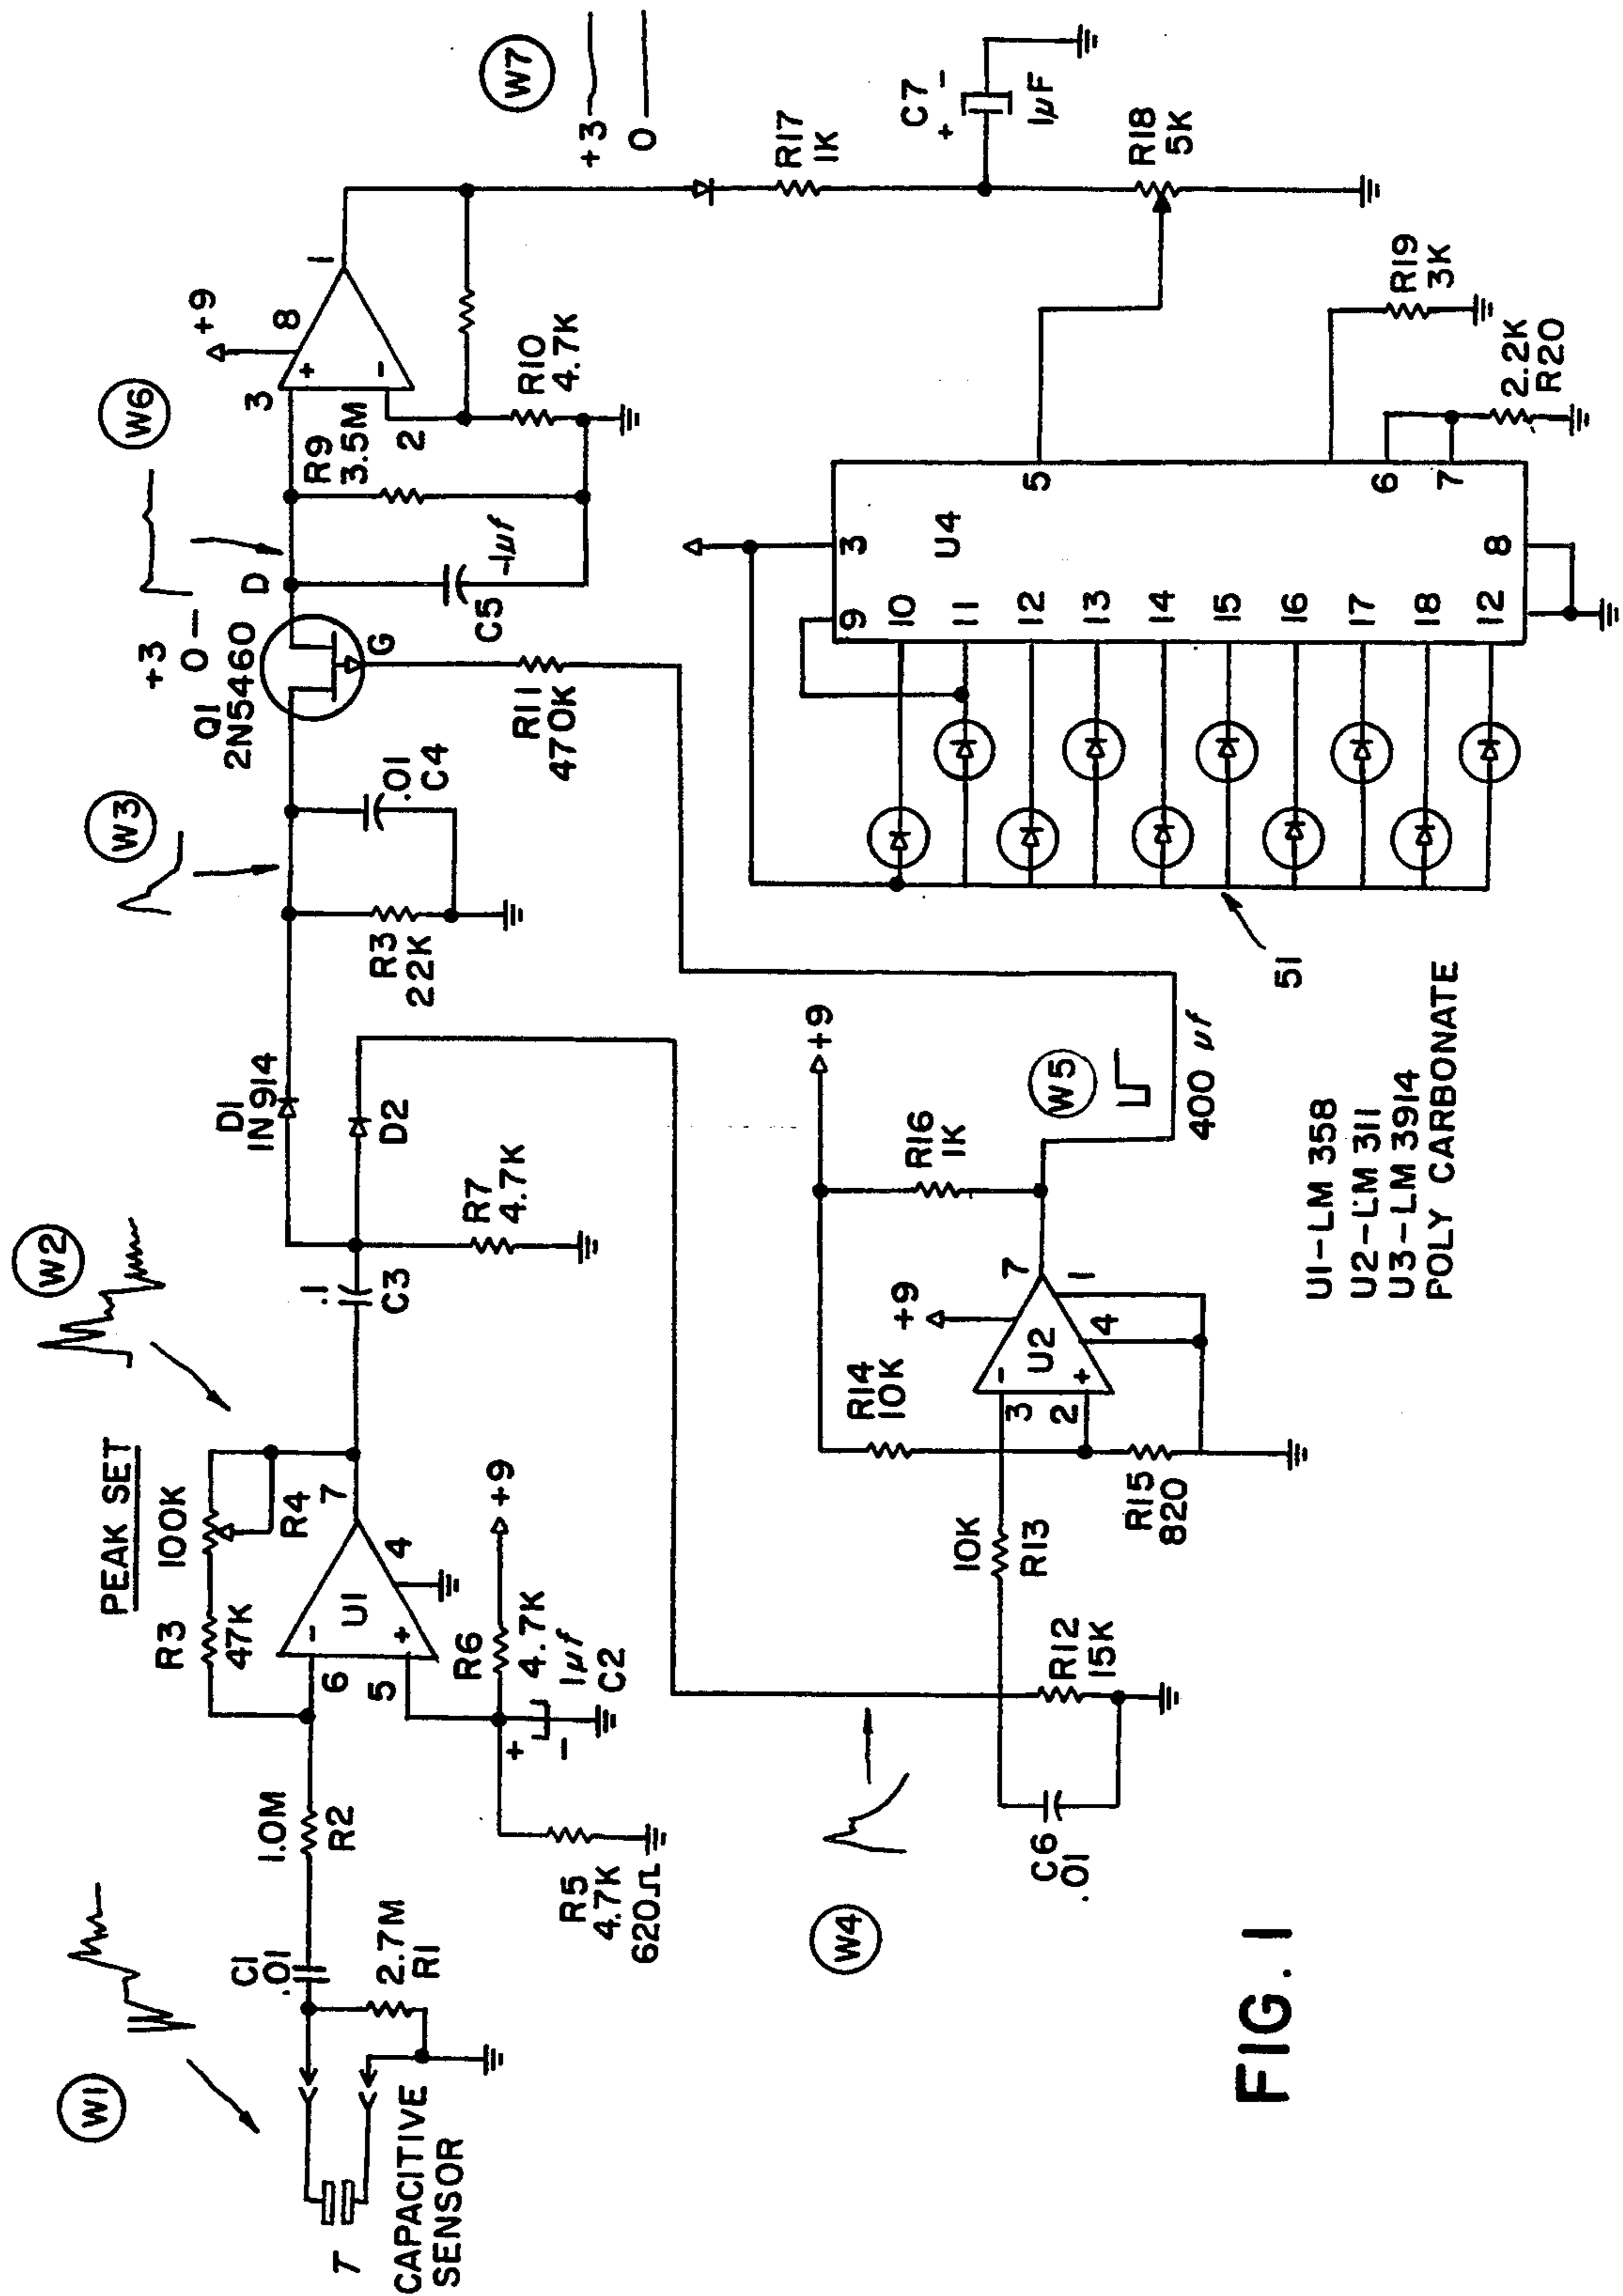 W1
W2
W3
W6
W7
+3
0
T
CAPACITIVE
SENSOR
C1
.01
2.7M
R1
1.0M
R2
R3
47K
PEAK SET
100K
R4
6
5
-
+
U1
7
4
R5
4.7K
620Ω
R6
4.7K
+9
+
-
1μf
C2
.1
C3
R7
4.7K
D1
1N914
D2
R3
22K
.01
C4
Q1
2N5460
+3
0
D
G
R11
470K
C5
.1μf
R9
3.5M
3
2
+
-
+9
8
1
R10
4.7K
R17
1K
C7
+
-
1μF
R18
5K
W4
C6
.01
R12
15K
10K
R13
R14
10K
R15
820
3
2
-
+
U2
+9
7
1
4
R16
1K
+9
W5
400 μf
51
9
3
10
11
12
13
14
15
16
17
18
12
U4
5
6
7
8
R19
3K
2.2K
R20
U1-LM 358
U2-LM 311
U3-LM 3914
POLY CARBONATE
FIG. 1